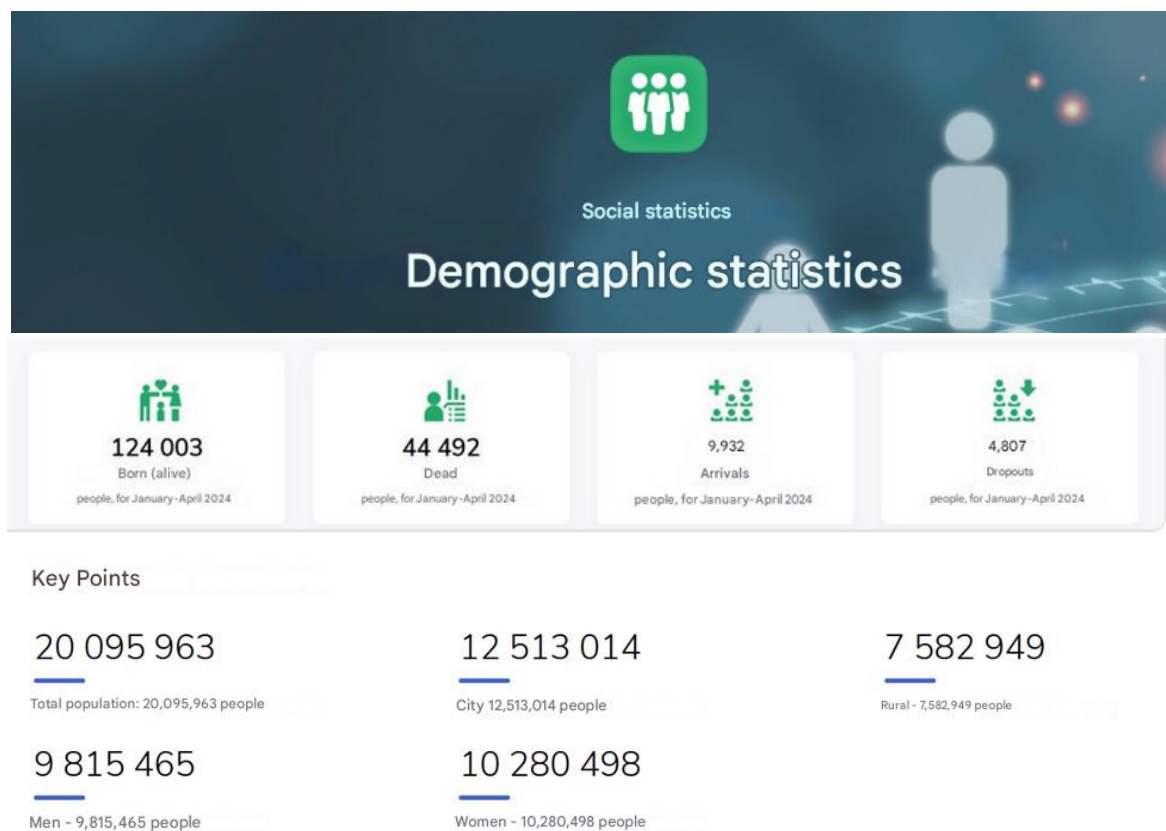 Social statistics
Demographic statistics
124 003
Born (alive)
people, for January-April 2024
44 492
Dead
people, for January-April 2024
9,932
Arrivals
people, for January-April 2024
4,807
Dropouts
people, for January-April 2024
Key Points
20 095 963
Total population: 20,095,963 people
12 513 014
City 12,513,014 people
7 582 949
Rural - 7,582,949 people
9 815 465
Men - 9,815,465 people
10 280 498
Women - 10,280,498 people